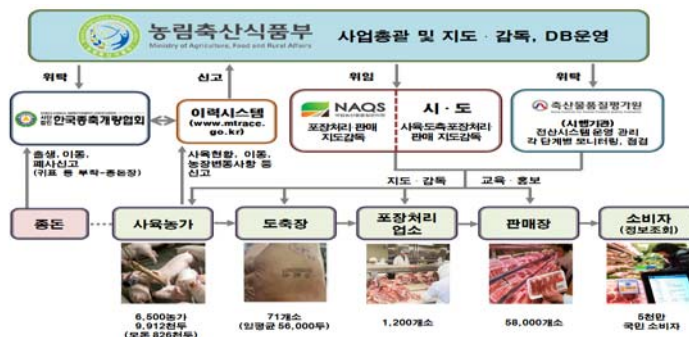 농림축산식품부
Ministry of Agriculture, Food and Rural Affairs
사업총괄 및 지도 · 감독, DB운영
위탁
신고
위임
위탁
한국종축개량협회
이력시스템
(www.mtrace.
go.kr)
NAQS
포장처리·판매
지도감독
시·도
사육·도축·포장처리·
판매 지도감독
축산물품질평가원
(시행기관)
전산시스템 운영 관리
각 단계별 모니터링, 점검
출생, 이동,
폐사신고
(귀표 등 부착-종돈장)
사육현황, 이동,
농장변동사항 등
신고
지도·감독
교육·홍보
종돈
사육농가
도축장
포장처리
업소
판매장
소비자
(정보조회)
6,500농가
9,912천두
(모돈 826천두)
71개소
(일평균 56,000두)
1,200개소
58,000개소
5천만
국민 소비자